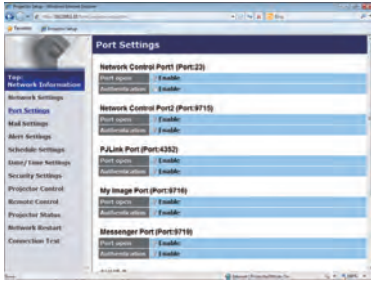 Port Settings
Top:
Network Information
Network Settings
Port Settings
Mail Settings
Alert Settings
Schedule Settings
Date/Time Settings
Security Settings
Projector Control
Remote Control
Projector Status
Network Restart
Connection Test
Network Control Port1 (Port:23)
Port open / Enable
Authentication / Enable
Network Control Port2 (Port:9715)
Port open / Enable
Authentication / Enable
PJLink Port (Port:4352)
Port open / Enable
Authentication / Enable
My Image Port (Port:9716)
Port open / Enable
Authentication / Enable
Messenger Port (Port:9719)
Port open / Enable
Authentication / Enable